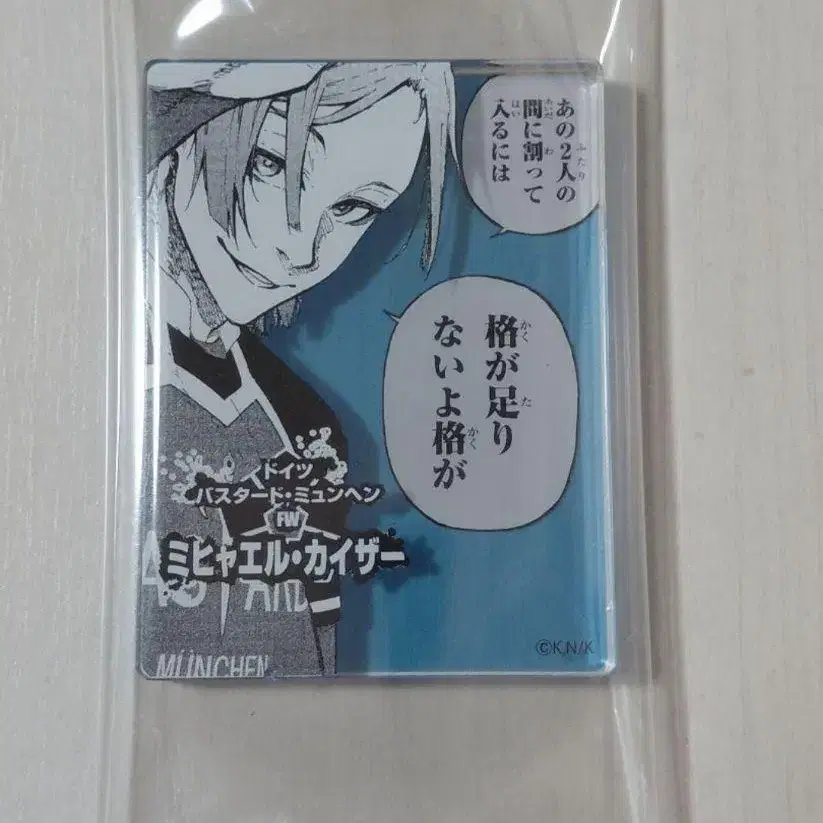 あの2人の
間に割って
入るには
格が足り
ないよ格が
ドイツ
バスタード・ミュンヘン
FW
ミヒャエル・カイザー
MÜNCHEN
©K,N/K